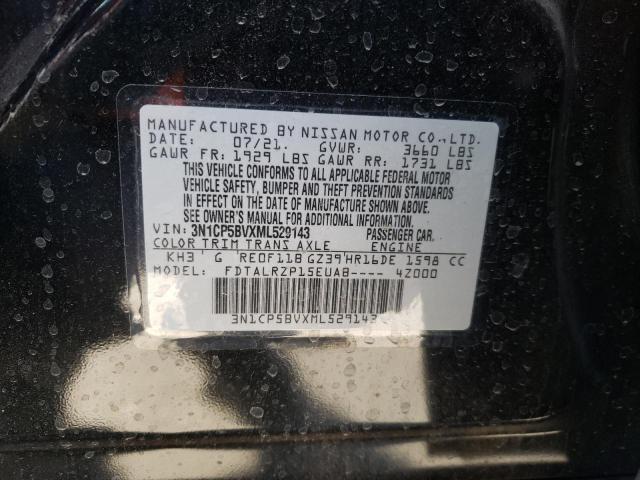 MANUFACTURED BY NISSAN MOTOR CO.,LTD.
DATE: 07/21. GVWR: 3660 LBS
GAWR FR: 1929 LBS GAWR RR: 1731 LBS
THIS VEHICLE CONFORMS TO ALL APPLICABLE FEDERAL MOTOR
VEHICLE SAFETY, BUMPER AND THEFT PREVENTION STANDARDS
IN EFFECT ON THE DATE OF MANUFACTURE SHOWN ABOVE.
SEE OWNER'S MANUAL FOR ADDITIONAL INFORMATION.
VIN: 3N1CP5BVXML529143 PASSENGER CAR.
COLOR TRIM TRANS AXLE ENGINE
KH3 G RE0F11B GZ39 HR16DE 1598 CC
MODEL: FDTALRZP15EUAB---- 4Z000
3N1CP5BVXML529143